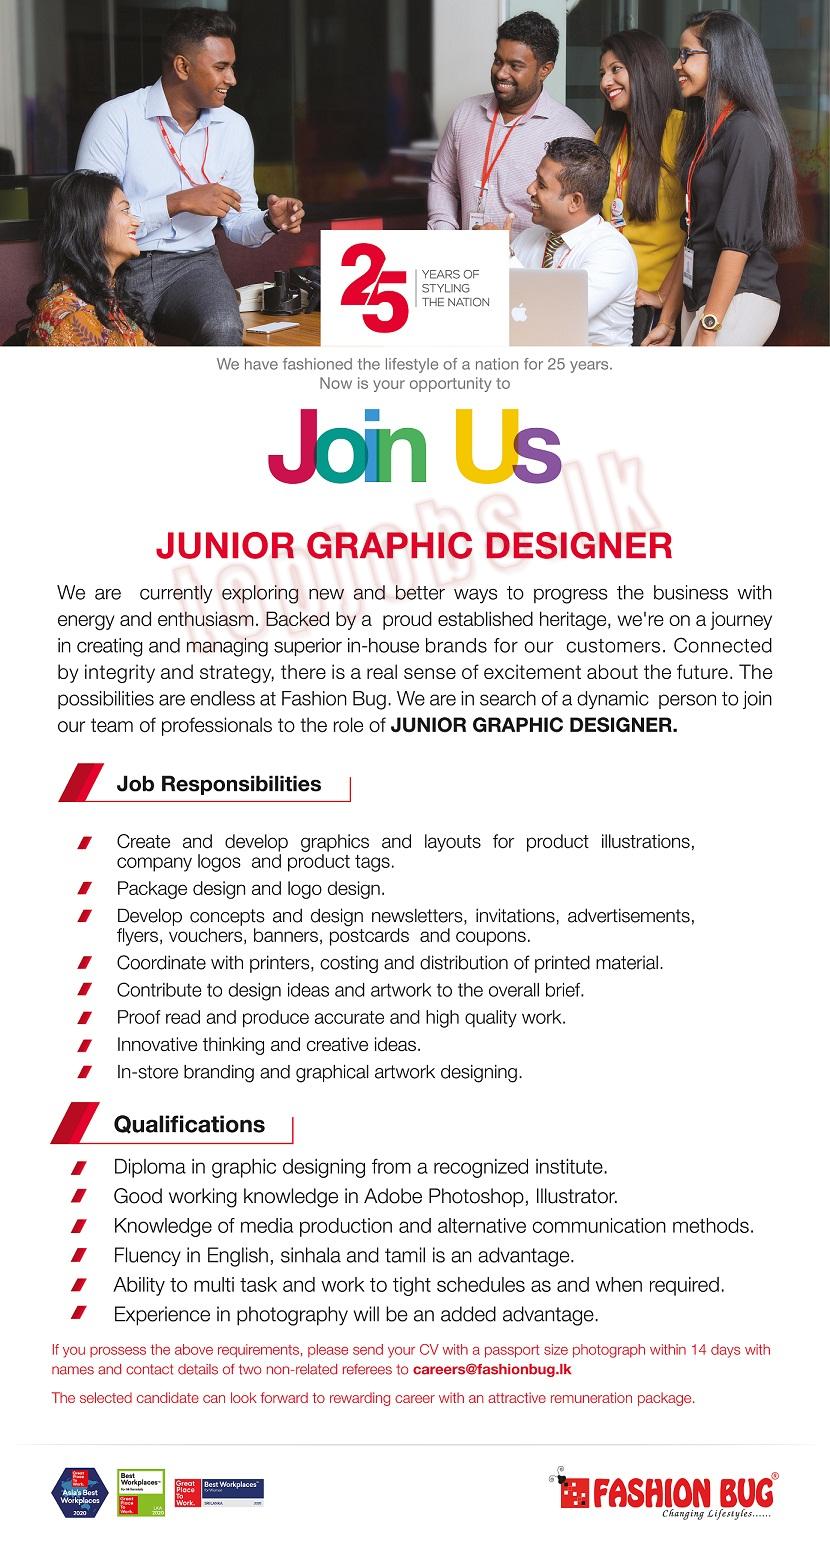 25 YEARS OF
STYLING
THE NATION
We have fashioned the lifestyle of a nation for 25 years.
Now is your opportunity to
Join Us
topjobs.lk
JUNIOR GRAPHIC DESIGNER
We are currently exploring new and better ways to progress the business with
energy and enthusiasm. Backed by a proud established heritage, we're on a journey
in creating and managing superior in-house brands for our customers. Connected
by integrity and strategy, there is a real sense of excitement about the future. The
possibilities are endless at Fashion Bug. We are in search of a dynamic person to join
our team of professionals to the role of JUNIOR GRAPHIC DESIGNER.
Job Responsibilities
Create and develop graphics and layouts for product illustrations,
company logos and product tags.
Package design and logo design.
Develop concepts and design newsletters, invitations, advertisements,
flyers, vouchers, banners, postcards and coupons.
Coordinate with printers, costing and distribution of printed material.
Contribute to design ideas and artwork to the overall brief.
Proof read and produce accurate and high quality work.
Innovative thinking and creative ideas.
In-store branding and graphical artwork designing.
Qualifications
Diploma in graphic designing from a recognized institute.
Good working knowledge in Adobe Photoshop, Illustrator.
Knowledge of media production and alternative communication methods.
Fluency in English, sinhala and tamil is an advantage.
Ability to multi task and work to tight schedules as and when required.
Experience in photography will be an added advantage.
If you prossess the above requirements, please send your CV with a passport size photograph within 14 days with
names and contact details of two non-related referees to careers@fashionbug.lk
The selected candidate can look forward to rewarding career with an attractive remuneration package.
Great
Place
To
Work.
Asia's Best
Workplaces
2020
Best
Workplaces™
Great
Place
To
Work.
LKA
2020
Great
Place
To
Work.
Best Workplaces™
for Women
SRI LANKA 2020
FASHION BUG®
Changing Lifestyles......